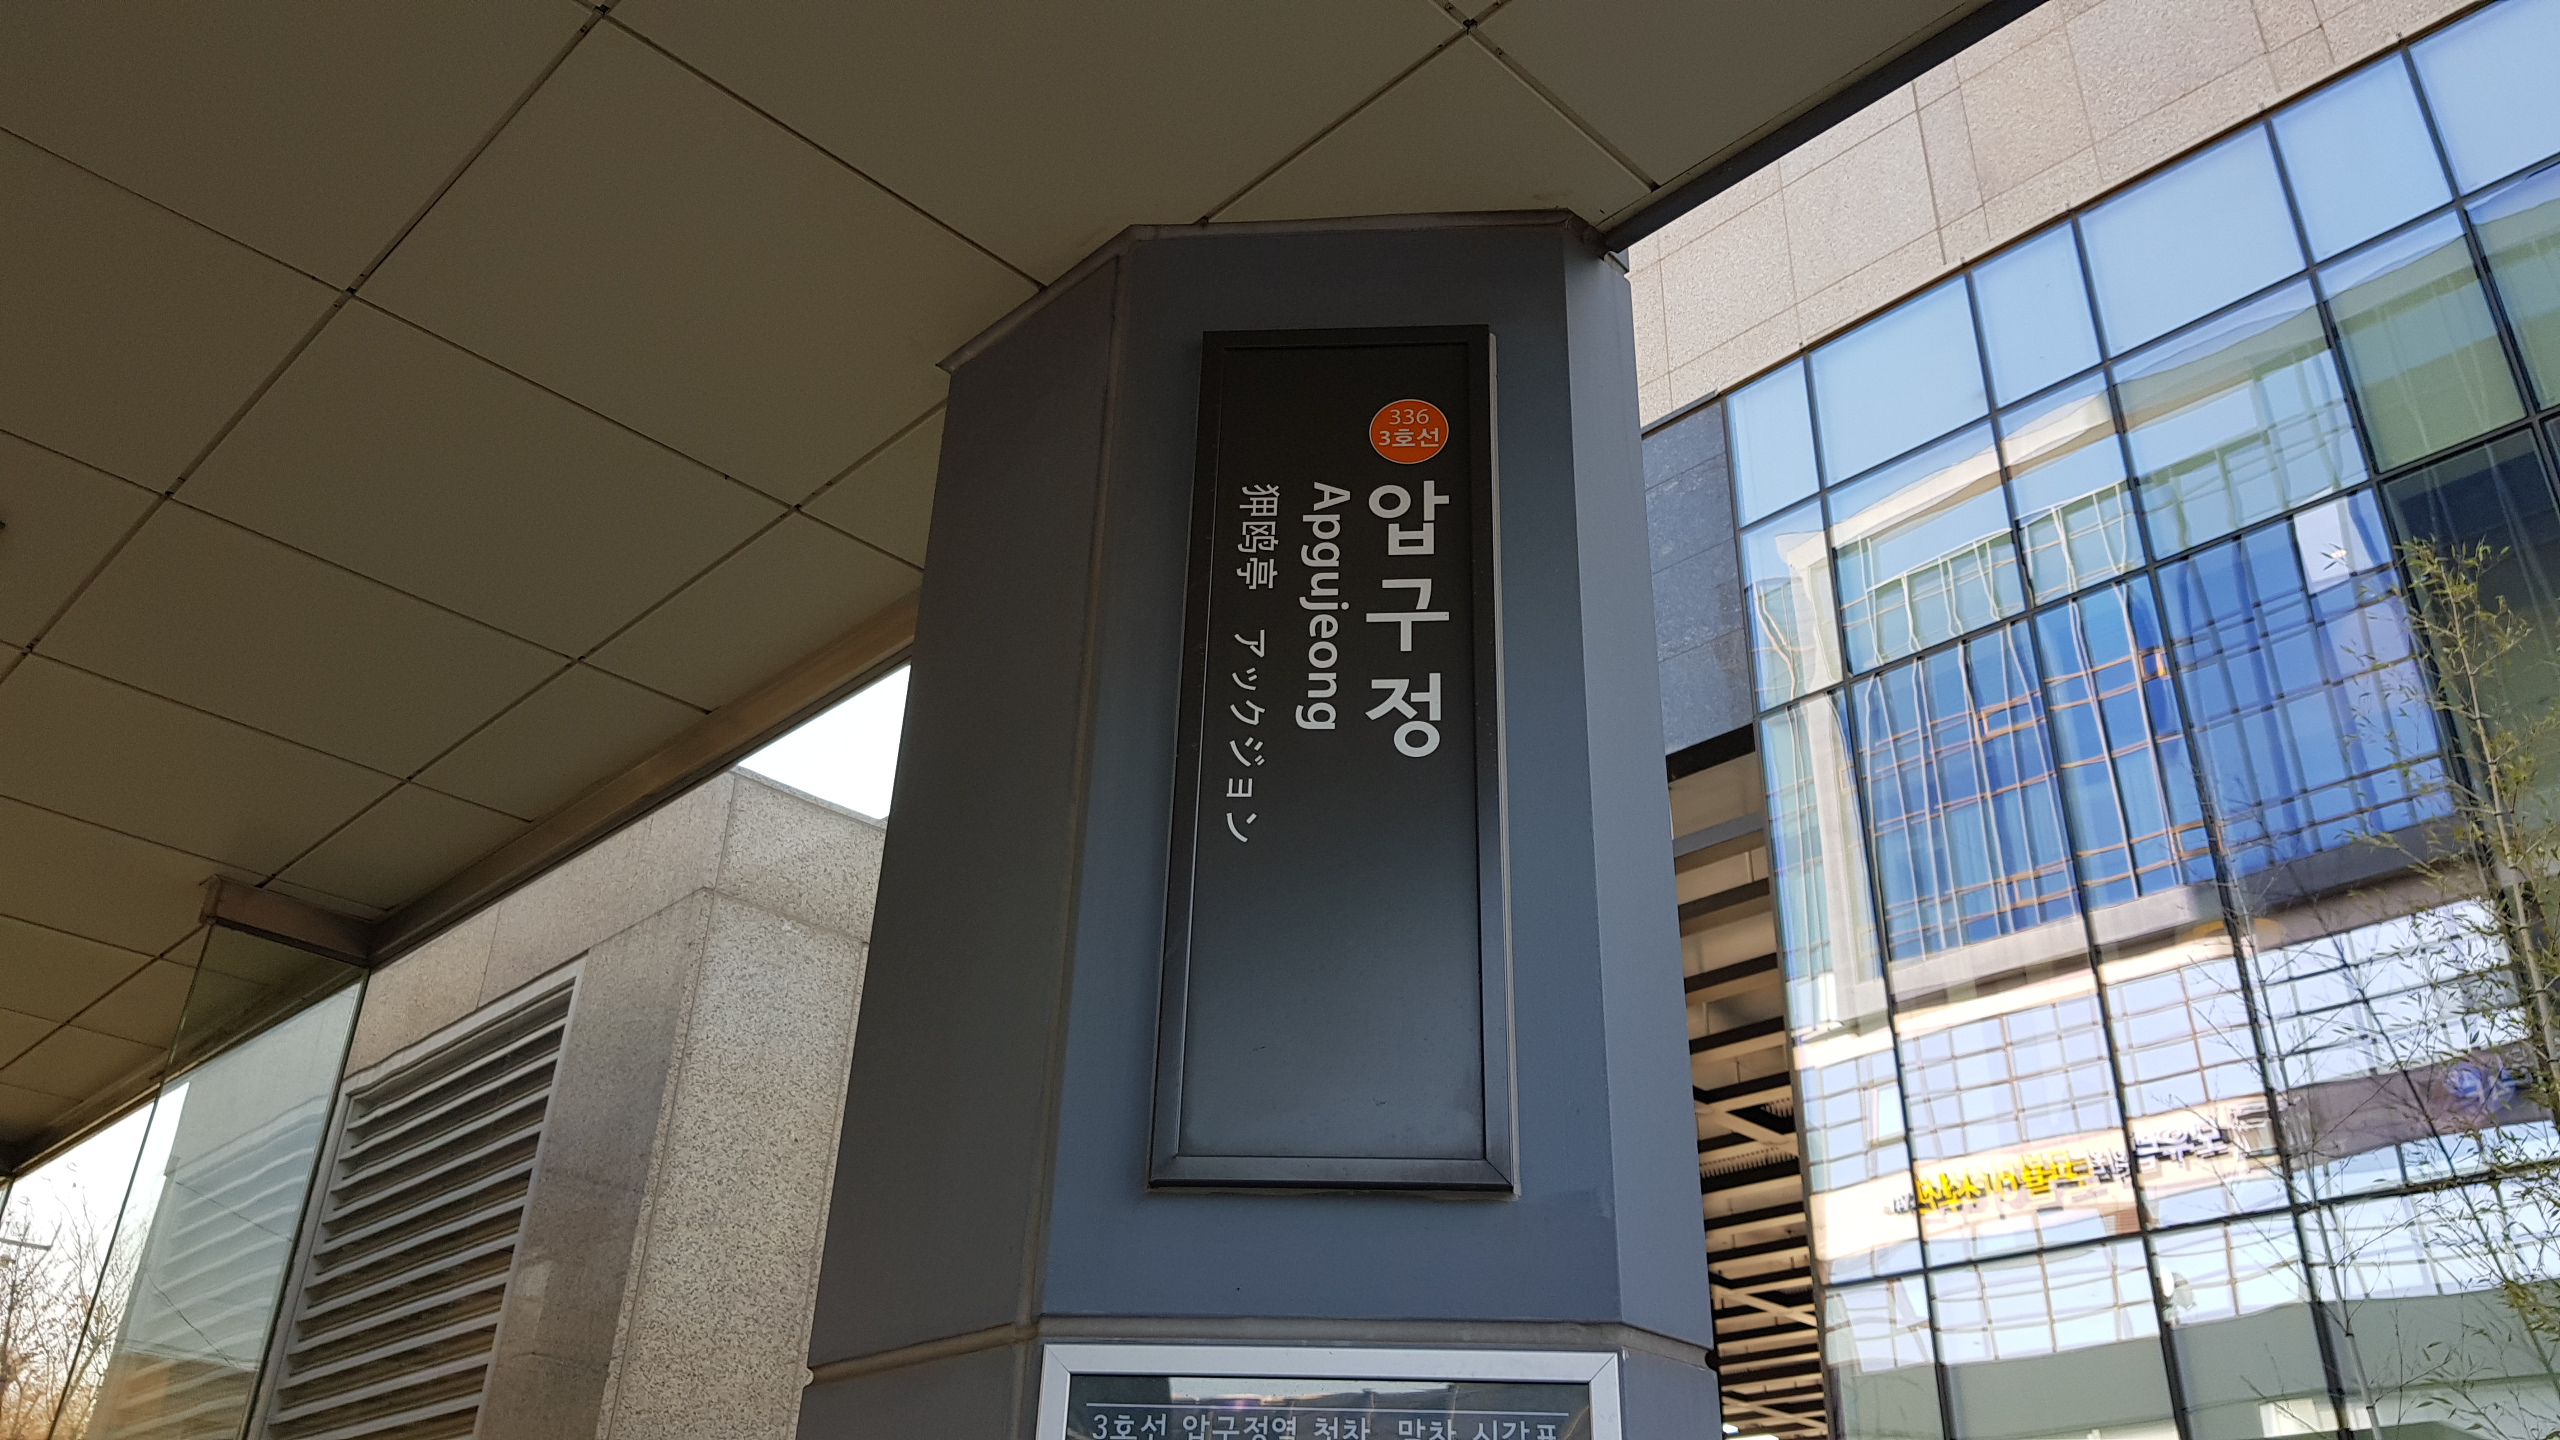 336
3호선
압구정
Apgujeong
狎鸥亭 アックジョン
3호선 압구정역 첫차, 막차 시간표